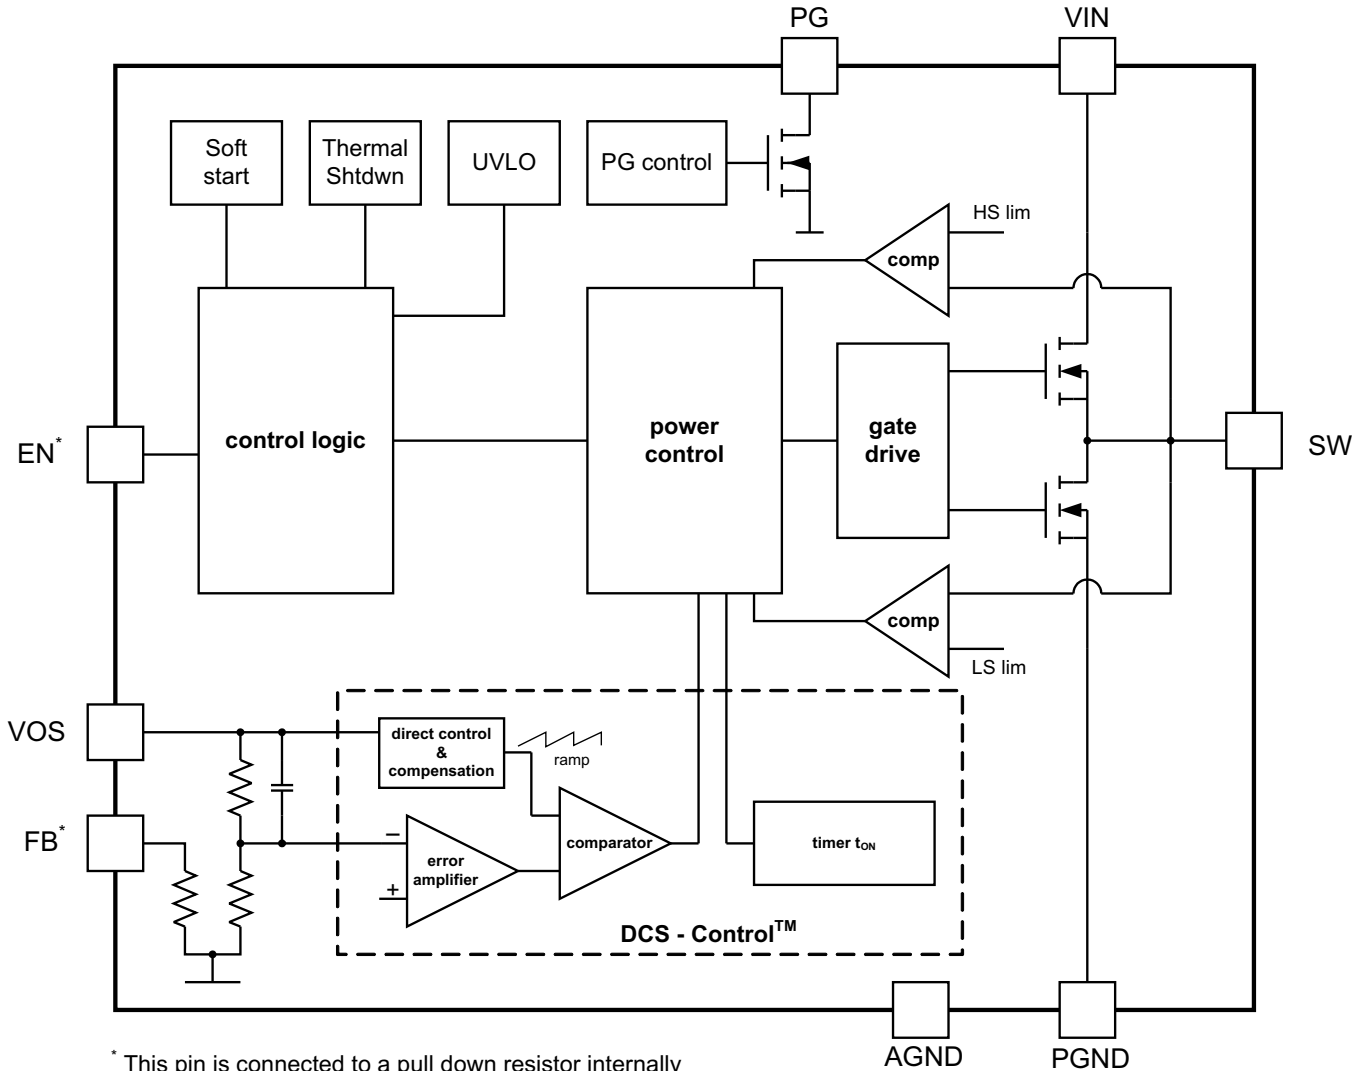 PG
VIN
Soft
start
Thermal
Shtdwn
UVLO
PG control
HS lim
comp
control logic
power
control
gate
drive
EN*
SW
comp
LS lim
VOS
direct control
&
compensation
ramp
FB*
−
error
amplifier
+
comparator
timer tON
DCS - Control™
AGND
PGND
* This pin is connected to a pull down resistor internally